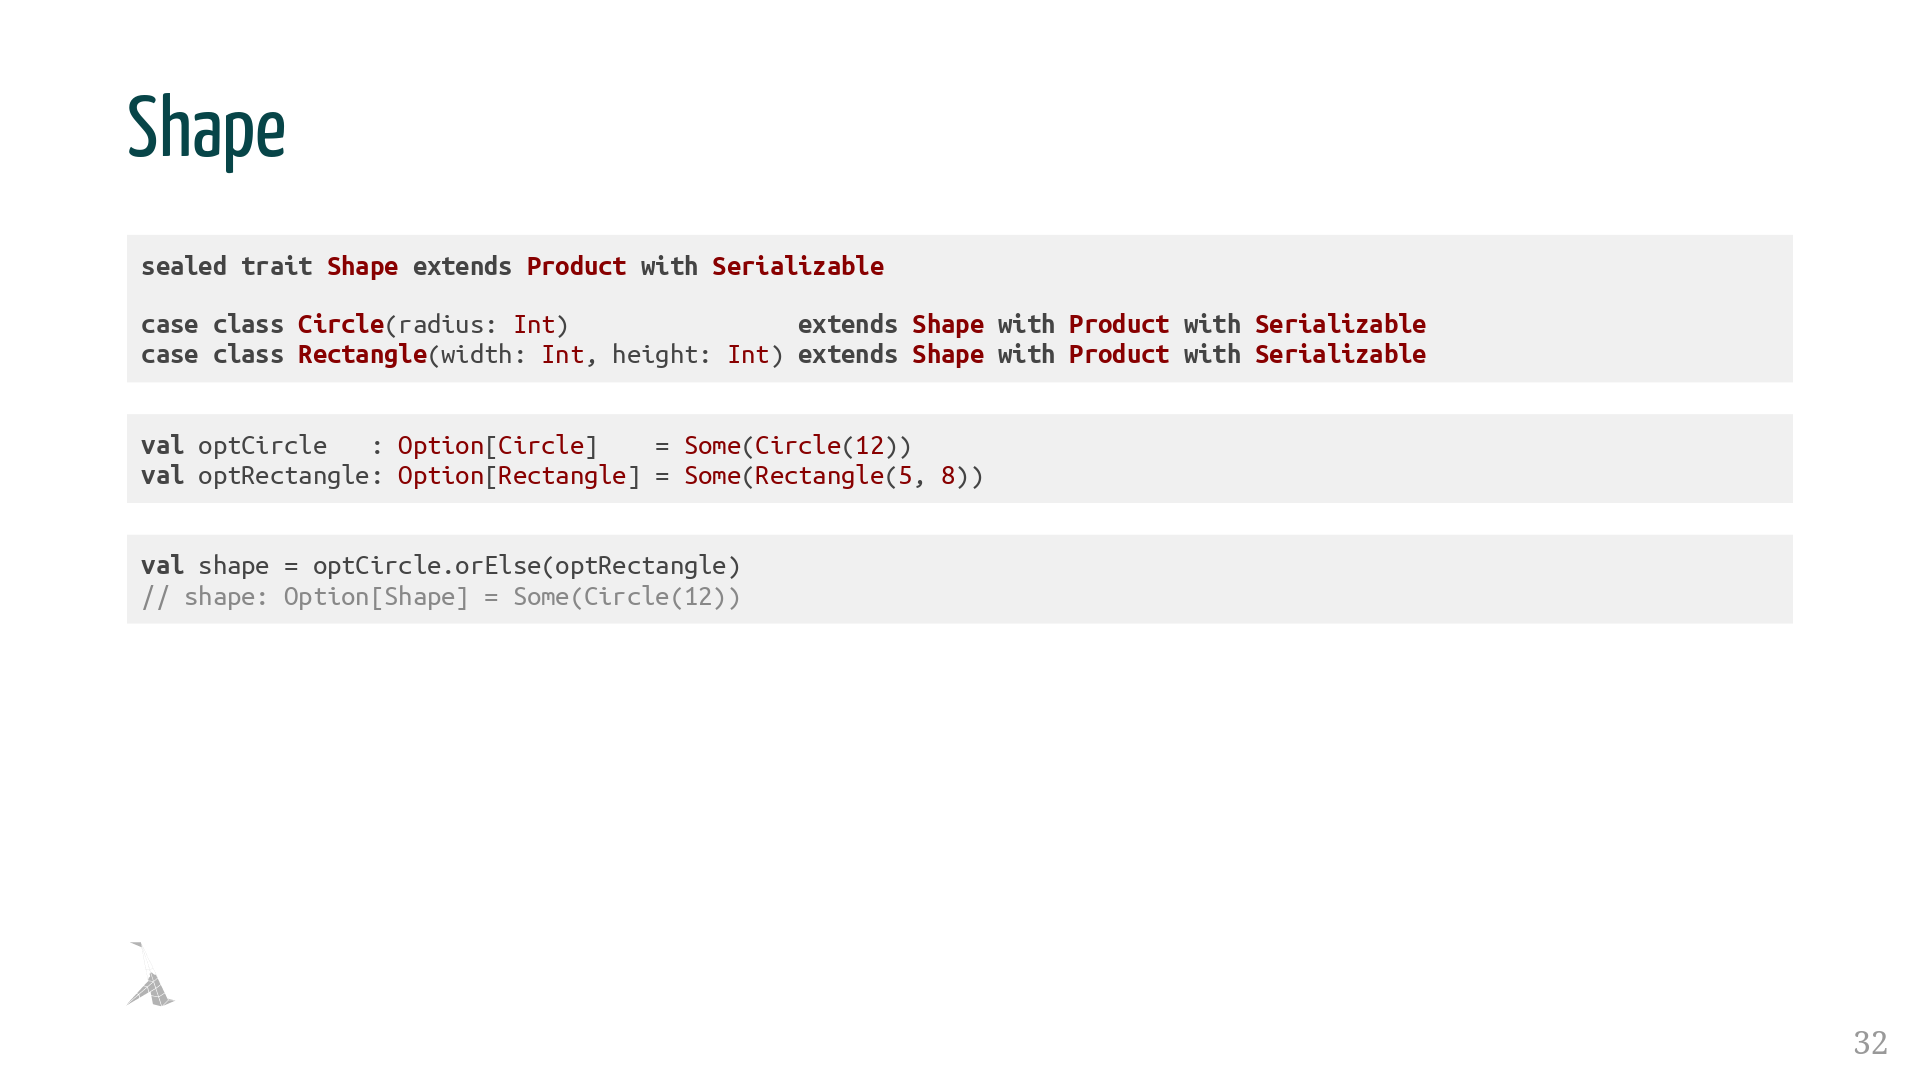 Shape
sealed trait Shape extends Product with Serializable
case class Circle(radius: Int)                extends Shape with Product with Serializable
case class Rectangle(width: Int, height: Int) extends Shape with Product with Serializable
val optCircle   : Option[Circle]    = Some(Circle(12))
val optRectangle: Option[Rectangle] = Some(Rectangle(5, 8))
val shape = optCircle.orElse(optRectangle)
// shape: Option[Shape] = Some(Circle(12))
32